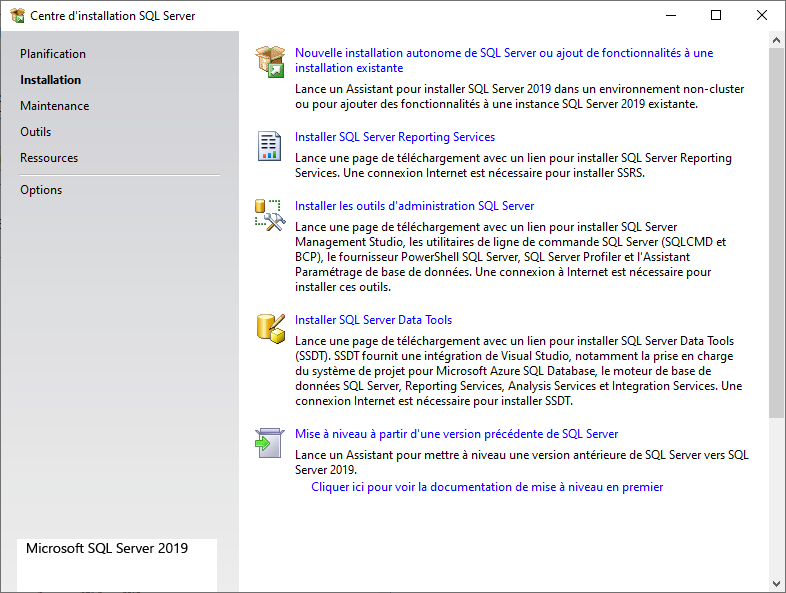 Centre d'installation SQL Server
Planification
Installation
Maintenance
Outils
Ressources
Options
Microsoft SQL Server 2019
Nouvelle installation autonome de SQL Server ou ajout de fonctionnalités à une
installation existante
Lance un Assistant pour installer SQL Server 2019 dans un environnement non-cluster
ou pour ajouter des fonctionnalités à une instance SQL Server 2019 existante.
Installer SQL Server Reporting Services
Lance une page de téléchargement avec un lien pour installer SQL Server Reporting
Services. Une connexion Internet est nécessaire pour installer SSRS.
Installer les outils d'administration SQL Server
Lance une page de téléchargement avec un lien pour installer SQL Server
Management Studio, les utilitaires de ligne de commande SQL Server (SQLCMD et
BCP), le fournisseur PowerShell SQL Server, SQL Server Profiler et l'Assistant
Paramétrage de base de données. Une connexion à Internet est nécessaire pour
installer ces outils.
Installer SQL Server Data Tools
Lance une page de téléchargement avec un lien pour installer SQL Server Data Tools
(SSDT). SSDT fournit une intégration de Visual Studio, notamment la prise en charge
du système de projet pour Microsoft Azure SQL Database, le moteur de base de
données SQL Server, Reporting Services, Analysis Services et Integration Services. Une
connexion Internet est nécessaire pour installer SSDT.
Mise à niveau à partir d'une version précédente de SQL Server
Lance un Assistant pour mettre à niveau une version antérieure de SQL Server vers SQL
Server 2019.
Cliquer ici pour voir la documentation de mise à niveau en premier